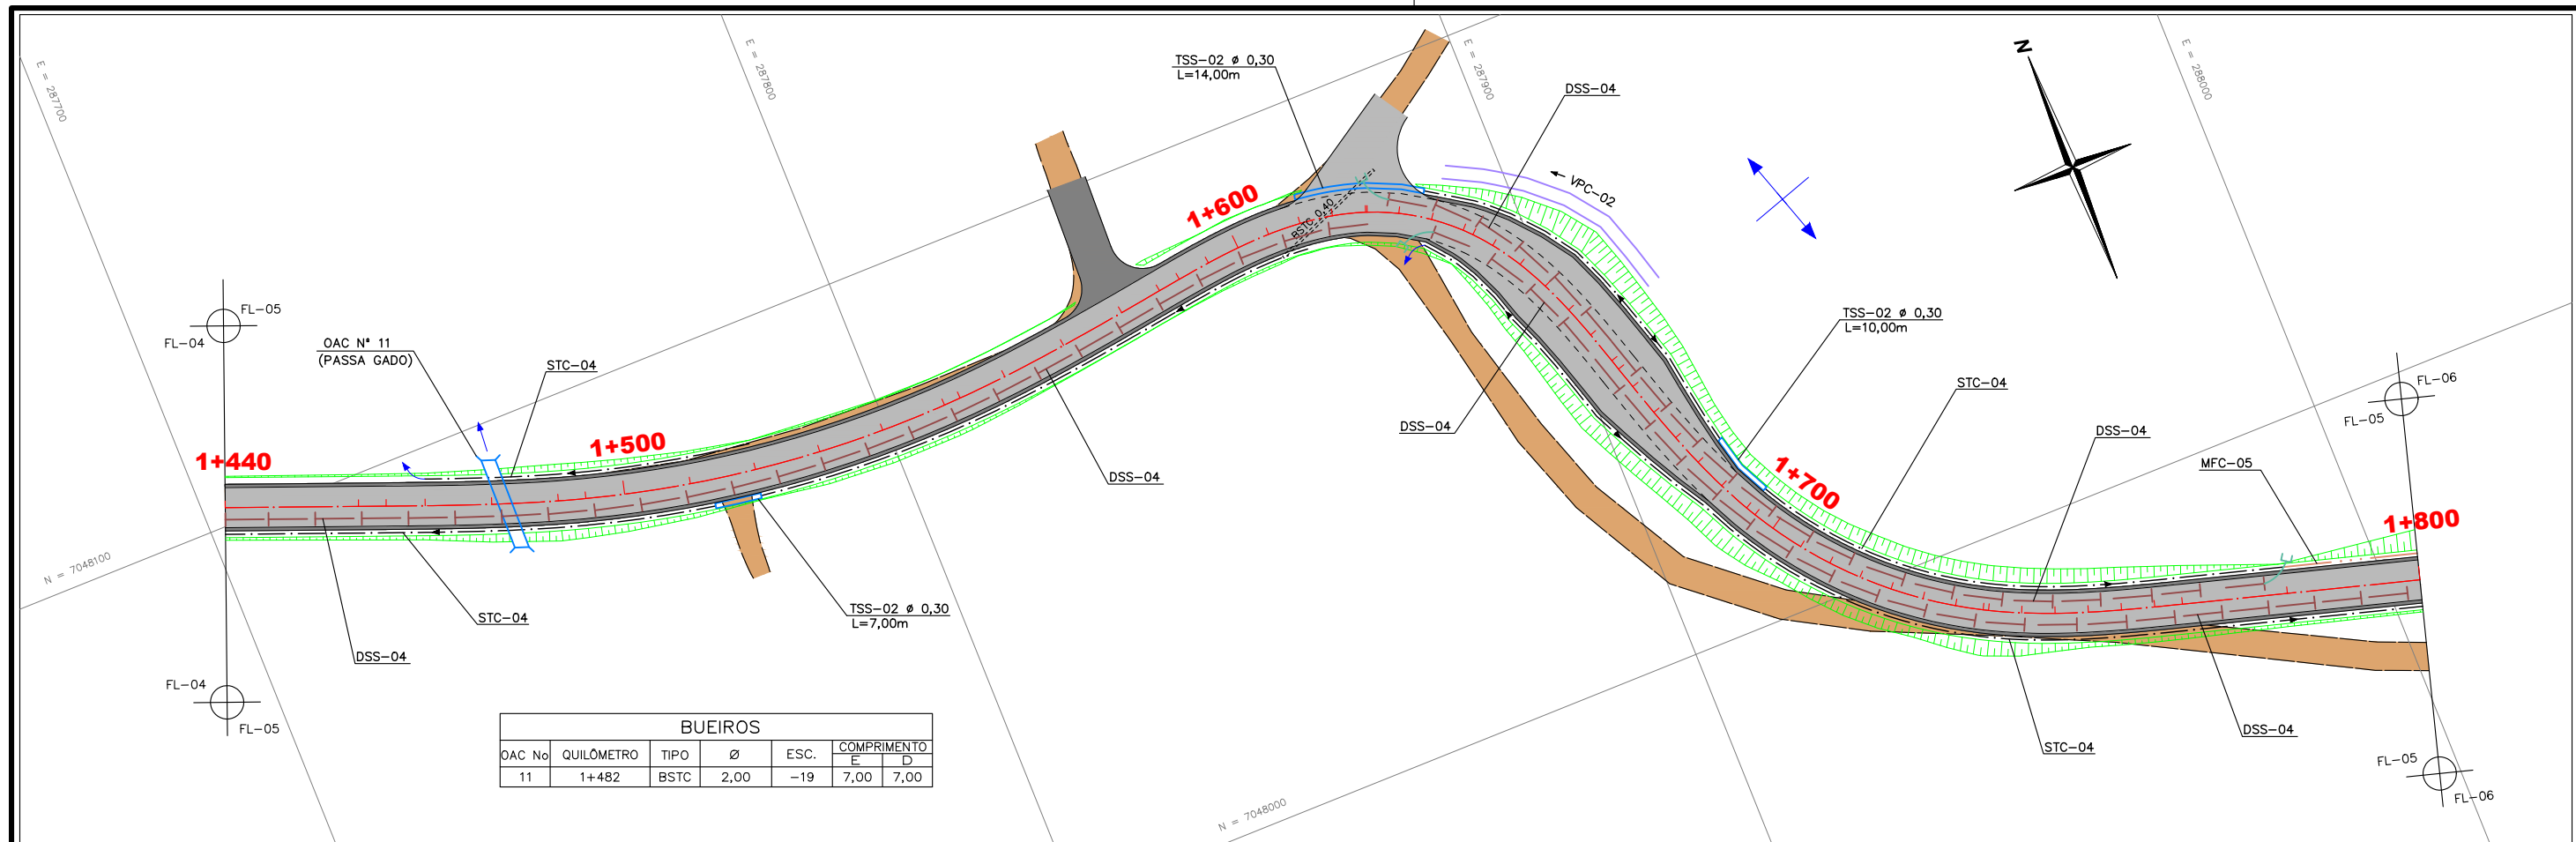 E = 287700
E = 287800
E = 287900
E = 288000
N
TSS-02 ø 0,30
L=14,00m
DSS-04
VPC-02
1+600
BSTC 0,40
FL-05
FL-04
OAC N° 11
(PASSA GADO)
STC-04
TSS-02 ø 0,30
L=10,00m
STC-04
FL-06
FL-05
DSS-04
DSS-04
1+440
1+500
DSS-04
1+700
MFC-05
1+800
N = 7048100
STC-04
TSS-02 ø 0,30
L=7,00m
DSS-04
FL-04
FL-05
BUEIROS
OAC No QUILÔMETRO TIPO Ø ESC. COMPRIMENTO
E D
11 1+482 BSTC 2,00 -19 7,00 7,00
STC-04
DSS-04
FL-05
FL-06
N = 7048000